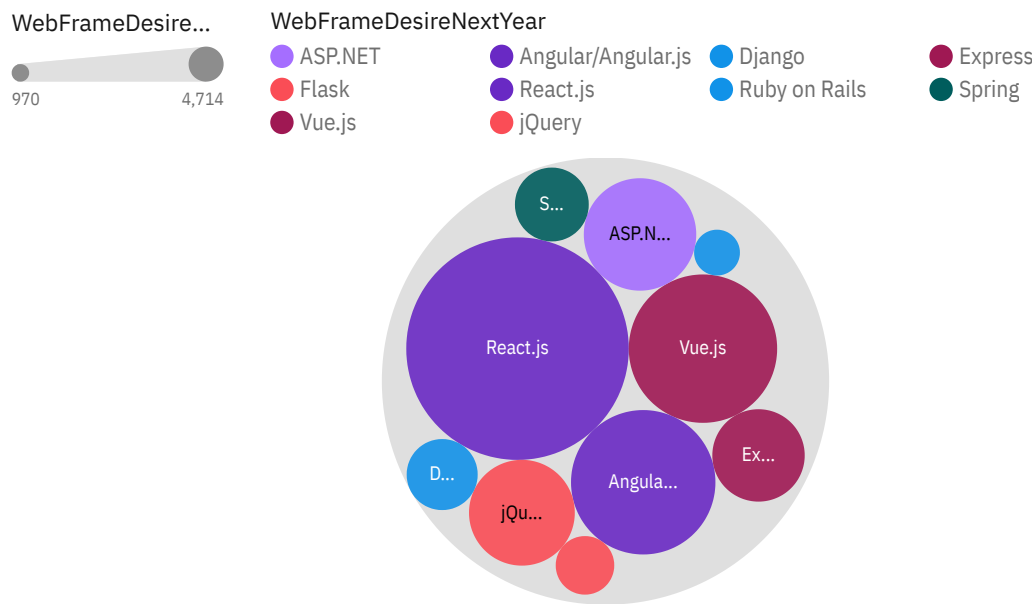 WebFrameDesire...
970
4,714
WebFrameDesireNextYear
ASP.NET
Angular/Angular.js
Django
Express
Flask
React.js
Ruby on Rails
Spring
Vue.js
jQuery
S...
ASP.N...
React.js
Vue.js
D...
jQu...
Angula...
Ex...